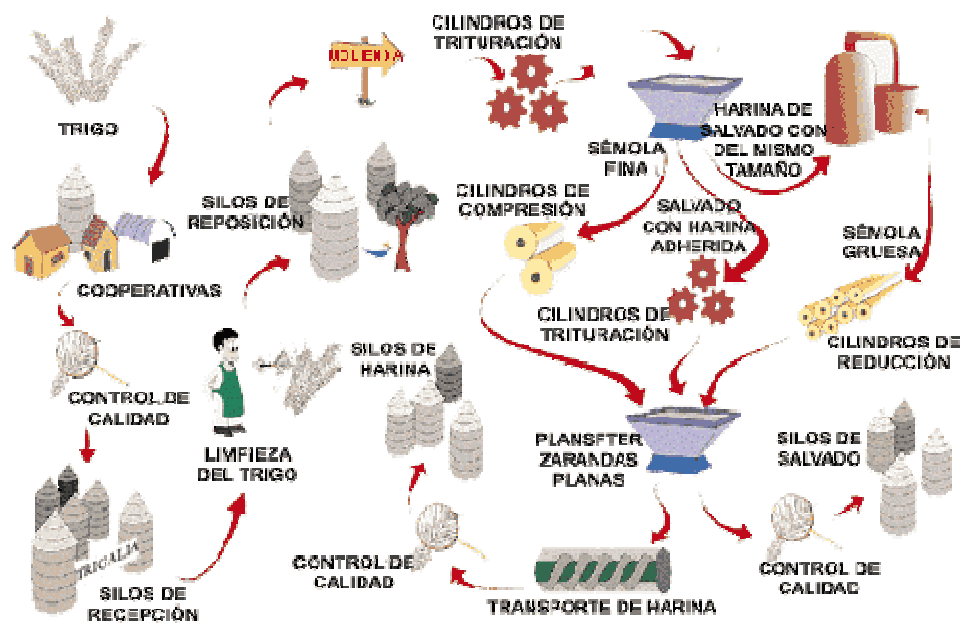 TRIGO
COOPERATIVAS
CONTROL DE
CALIDAD
TRIGALIA
SILOS DE
RECEPCIÓN
LIMFIEZA
DEL TRIGO
SILOS DE
REPOSICIÓN
MOLIENDA
CILINDROS DE
TRITURACIÓN
HARINA DE
SALVADO CON
DEL MISMO
TAMAÑO
SÉMOLA
FINA
CILINDROS DE
COMPRESIÓN
SALVADO
CON HARINA
ADHERIDA
CILINDROS DE
TRITURACIÓN
SÉMOLA
GRUESA
CILINDROS DE
REDUCCIÓN
PLANSFTER
ZARANDAS
PLANAS
TRANSPORTE DE HARINA
CONTROL DE
CALIDAD
SILOS DE
HARINA
CONTROL DE
CALIDAD
SILOS DE
SALVADO